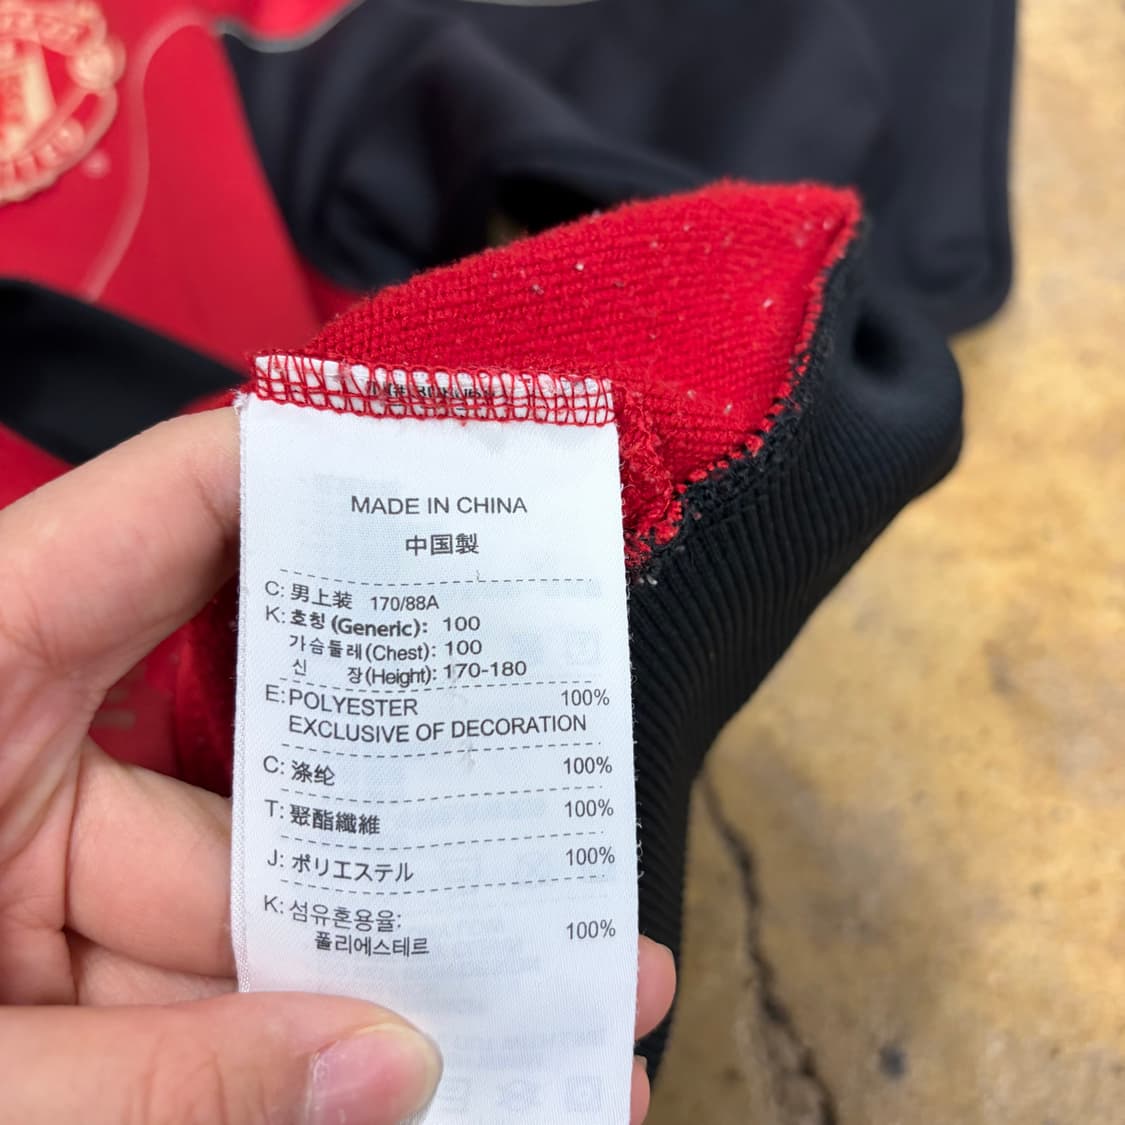 MADE IN CHINA
中国製
C: 男上装 170/88A
K: 호칭 (Generic): 100
가슴둘레(Chest): 100
신 장(Height): 170-180
E: POLYESTER 100%
EXCLUSIVE OF DECORATION
C: 涤纶 100%
T: 聚酯纖維 100%
J: ポリエステル 100%
K: 섬유혼용율:
폴리에스테르 100%